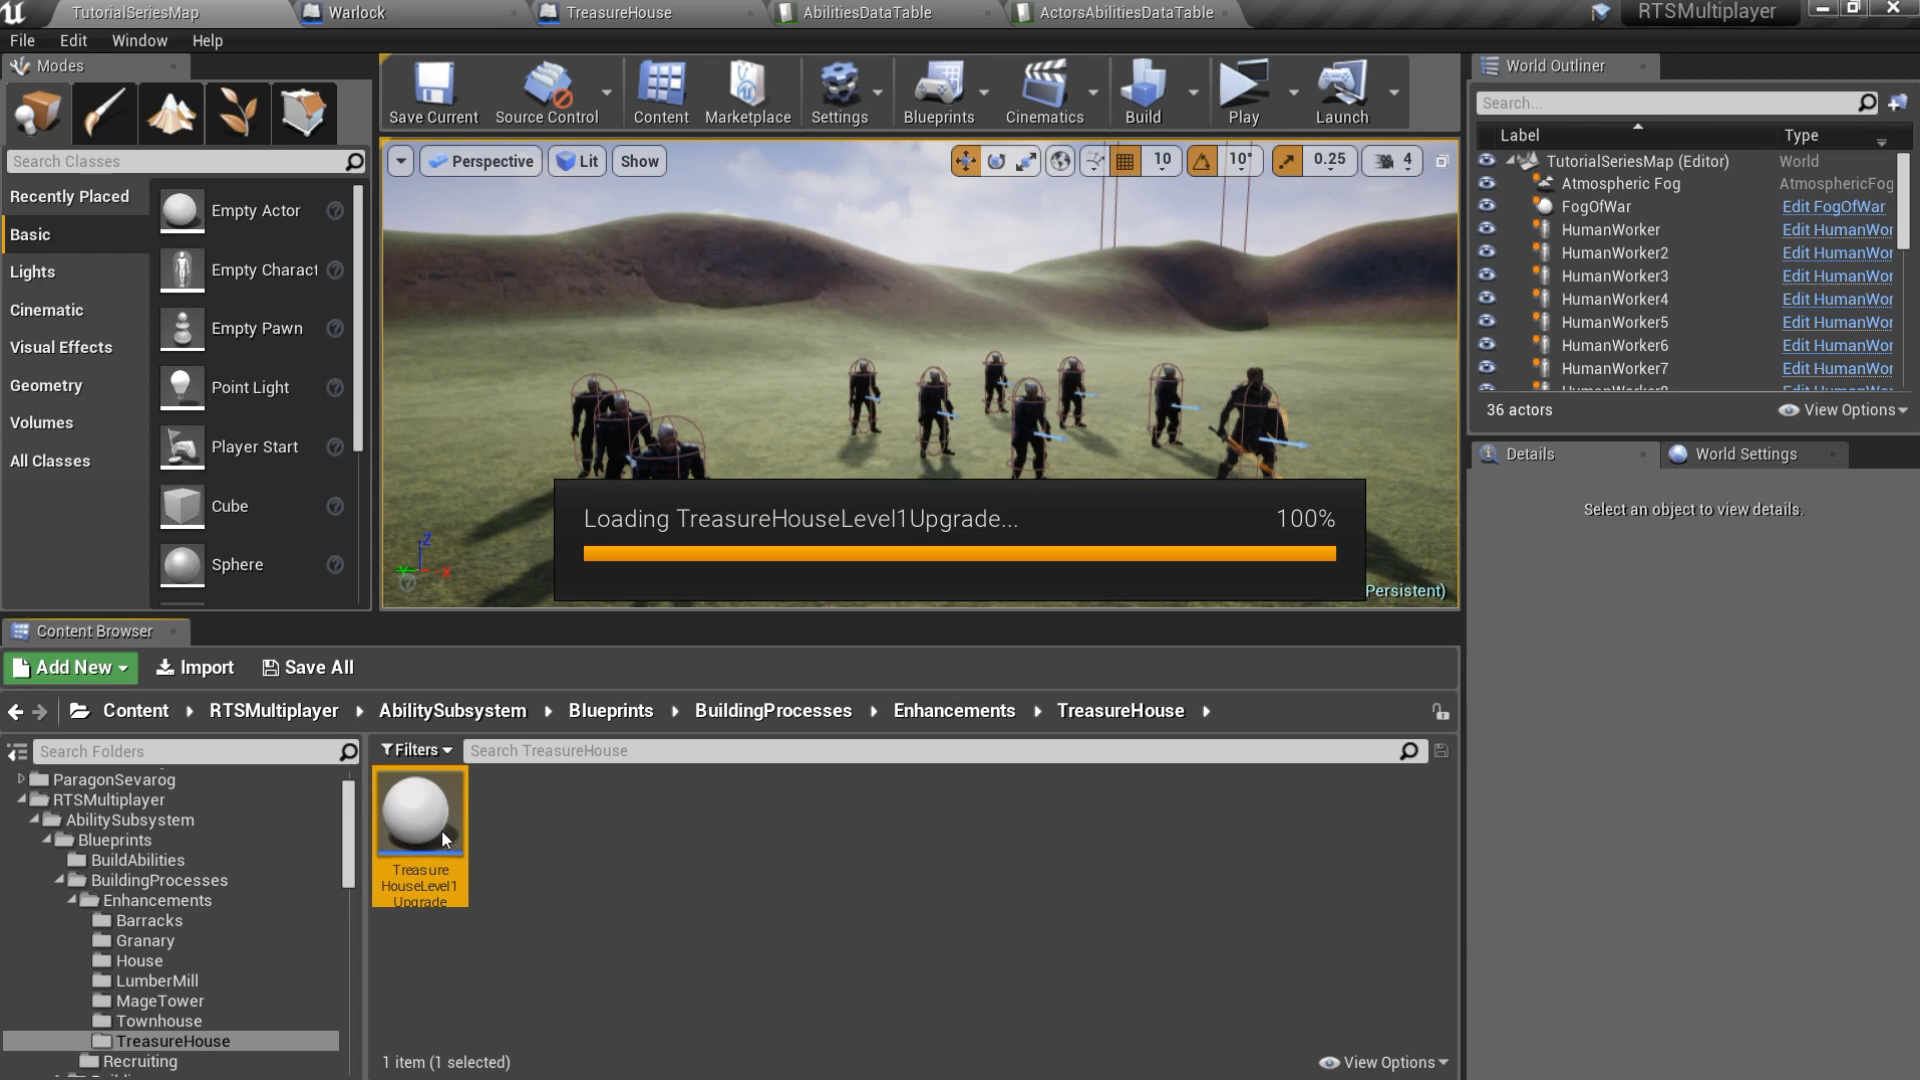 TutorialSeriesMap
Warlock
TreasureHouse
AbilitiesDataTable
ActorsAbilitiesDataTable
RTSMultiplayer
File Edit Window Help
Modes
Save Current
Source Control
Content
Marketplace
Settings
Blueprints
Cinematics
Build
Play
Launch
World Outliner
Search...
Label
Type
TutorialSeriesMap (Editor) World
Atmospheric Fog AtmosphericFog
FogOfWar Edit FogOfWar
HumanWorker Edit HumanWor
HumanWorker2 Edit HumanWor
HumanWorker3 Edit HumanWor
HumanWorker4 Edit HumanWor
HumanWorker5 Edit HumanWor
HumanWorker6 Edit HumanWor
HumanWorker7 Edit HumanWor
36 actors
View Options
Details
World Settings
Select an object to view details.
Search Classes
Recently Placed
Basic
Lights
Cinematic
Visual Effects
Geometry
Volumes
All Classes
Empty Actor
Empty Charact
Empty Pawn
Point Light
Player Start
Cube
Sphere
Perspective
Lit
Show
10
10°
0.25
4
Z
X
Loading TreasureHouseLevel1Upgrade... 100%
Persistent)
Content Browser
Add New
Import
Save All
Content RTSMultiplayer AbilitySubsystem Blueprints BuildingProcesses Enhancements TreasureHouse
Search Folders
Filters
Search TreasureHouse
ParagonSevarog
RTSMultiplayer
AbilitySubsystem
Blueprints
BuildAbilities
BuildingProcesses
Enhancements
Barracks
Granary
House
LumberMill
MageTower
Townhouse
TreasureHouse
Recruiting
Treasure
HouseLevel1
Upgrade
1 item (1 selected)
View Options